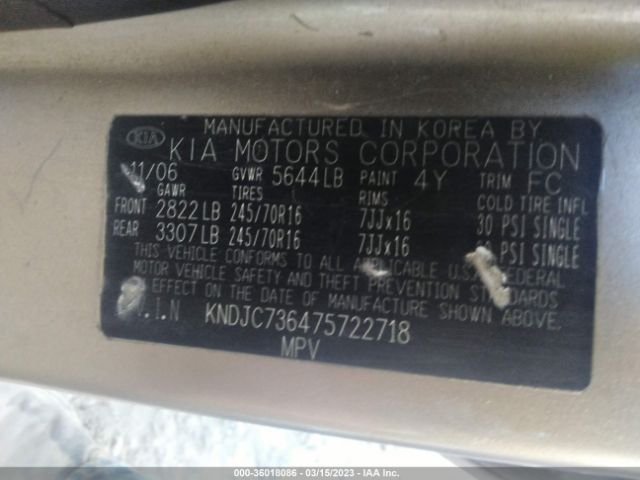 MANUFACTURED IN KOREA BY
KIA KIA MOTORS CORPORATION
11/06 GVWR 5644LB PAINT 4Y TRIM FC
GAWR TIRES RIMS COLD TIRE INFL
FRONT 2822LB 245/70R16 7JJx16 30 PSI SINGLE
REAR 3307LB 245/70R16 7JJx16 PSI SINGLE
THIS VEHICLE CONFORMS TO ALL APPLICABLE U.S. FEDERAL
MOTOR VEHICLE SAFETY AND THEFT PREVENTION STANDARDS
EFFECT ON THE DATE OF MANUFACTURE SHOWN ABOVE.
V.I.N KNDJC736475722718
MPV
000-36018086 - 03/15/2023 - IAA Inc.